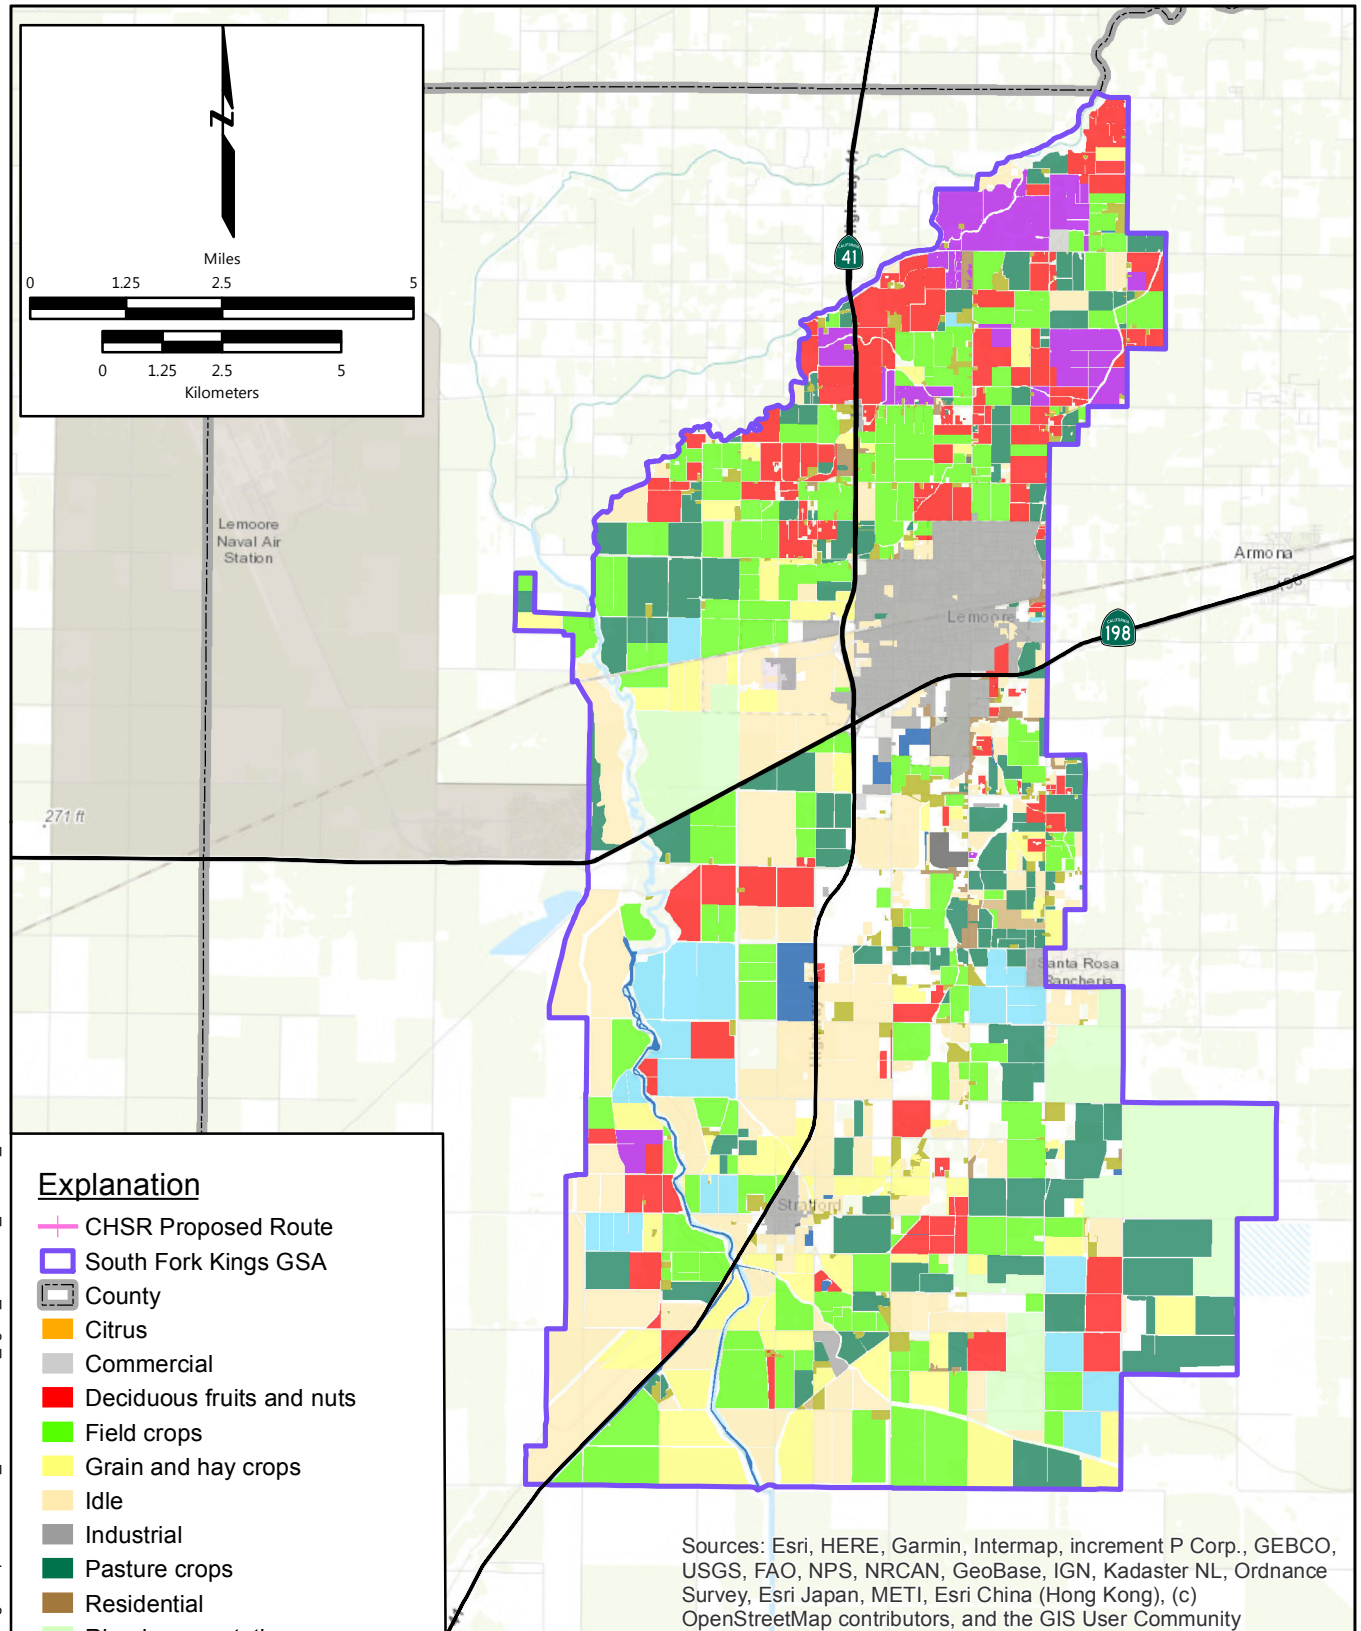 Z
Miles
0 1.25 2.5 5
0 1.25 2.5 5
Kilometers
CALIFORNIA
41
Lemoore
Naval Air
Station
Armona
198
Lemoore
CALIFORNIA
198
271 ft
Santa Rosa
Rancheria
Stratford
Explanation
CHSR Proposed Route
South Fork Kings GSA
County
Citrus
Commercial
Deciduous fruits and nuts
Field crops
Grain and hay crops
Idle
Industrial
Pasture crops
Residential
Sources: Esri, HERE, Garmin, Intermap, increment P Corp., GEBCO,
USGS, FAO, NPS, NRCAN, GeoBase, IGN, Kadaster NL, Ordnance
Survey, Esri Japan, METI, Esri China (Hong Kong), (c)
OpenStreetMap contributors, and the GIS User Community